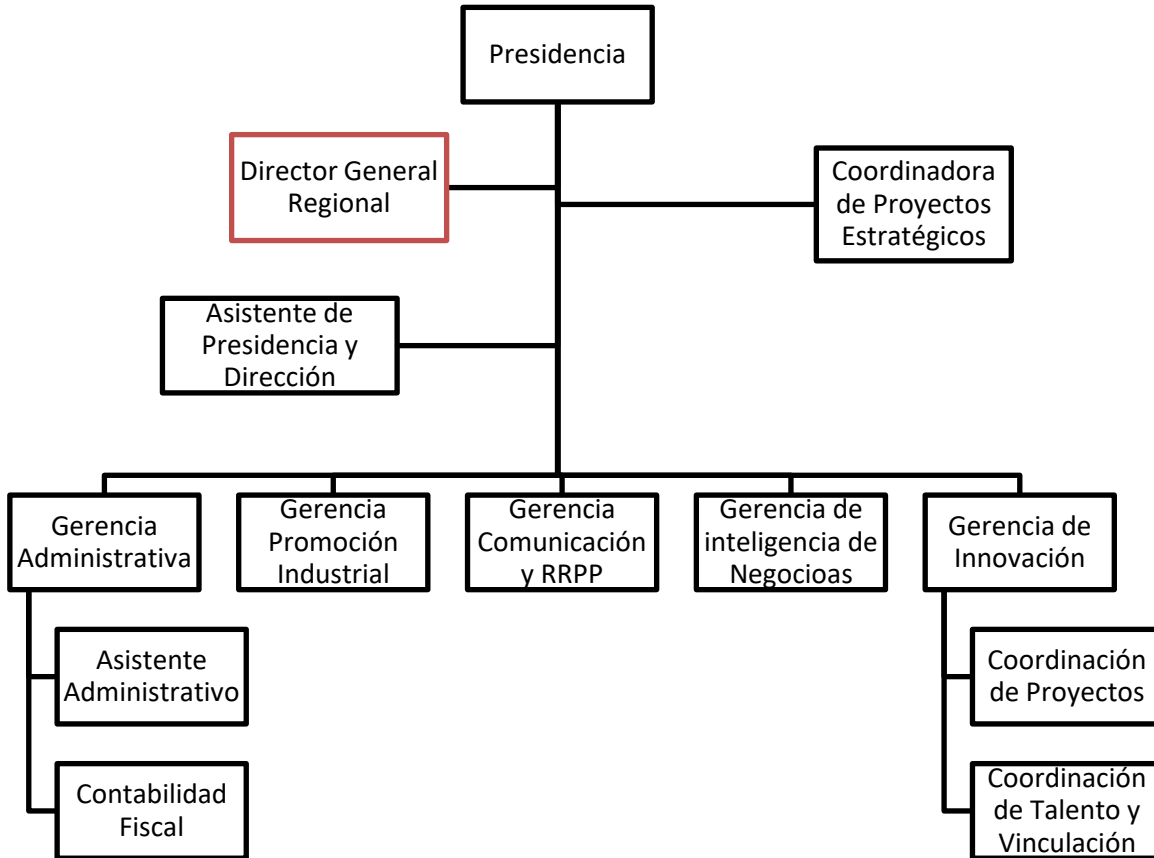 Presidencia
Director General
Regional
Coordinadora
de Proyectos
Estratégicos
Asistente de
Presidencia y
Dirección
Gerencia
Administrativa
Gerencia
Promoción
Industrial
Gerencia
Comunicación
y RRPP
Gerencia de
inteligencia de
Negocioas
Gerencia de
Innovación
Asistente
Administrativo
Coordinación
de Proyectos
Contabilidad
Fiscal
Coordinación
de Talento y
Vinculación